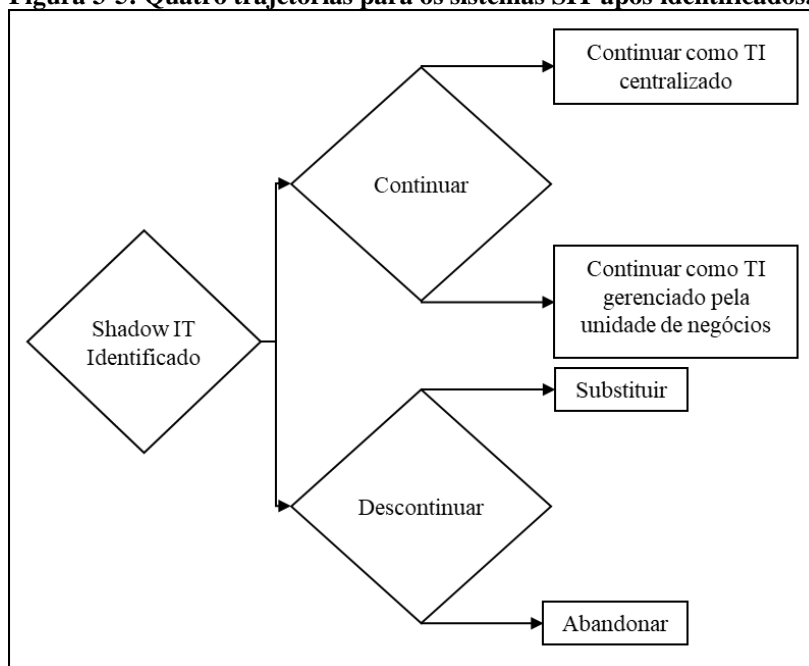 Figura 3-3: Quatro trajetórias para os sistemas SIT após identificados.
Continuar como TI
centralizado
Continuar
Continuar como TI
gerenciado pela
unidade de negócios
Shadow IT
Identificado
Substituir
Descontinuar
Abandonar